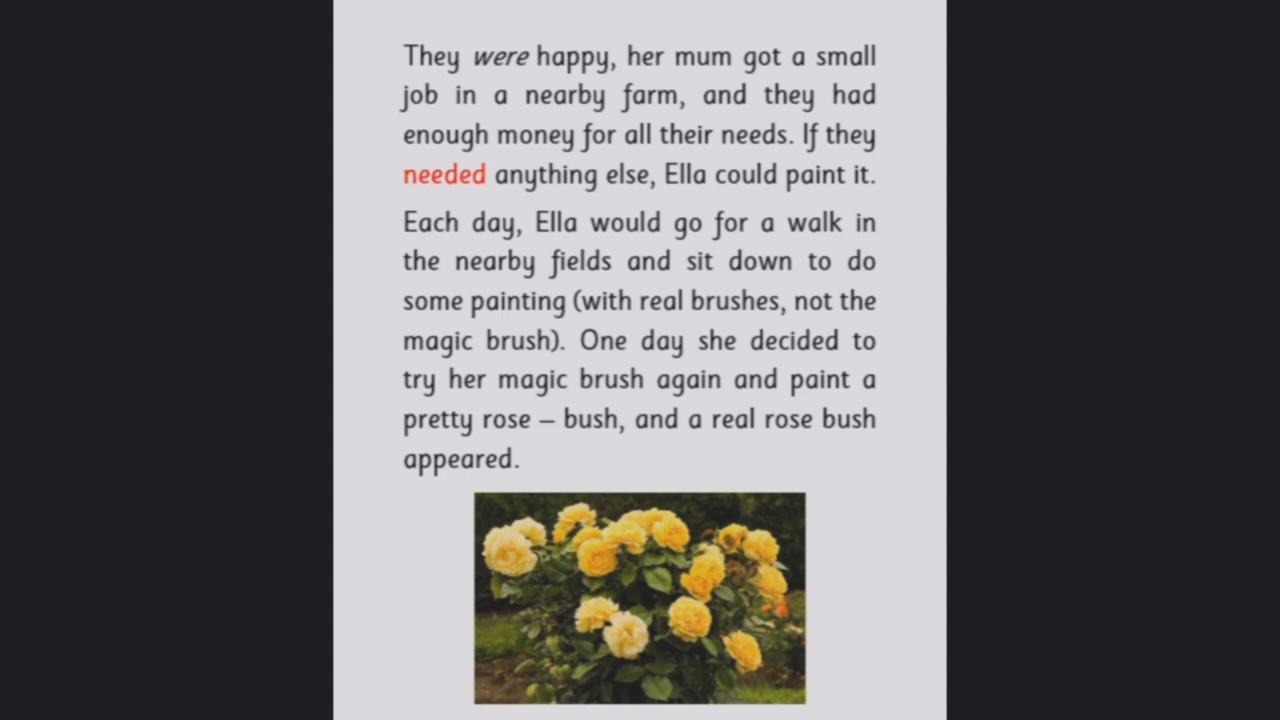 They were happy, her mum got a small
job in a nearby farm, and they had
enough money for all their needs. If they
needed anything else, Ella could paint it.
Each day, Ella would go for a walk in
the nearby fields and sit down to do
some painting (with real brushes, not the
magic brush). One day she decided to
try her magic brush again and paint a
pretty rose – bush, and a real rose bush
appeared.